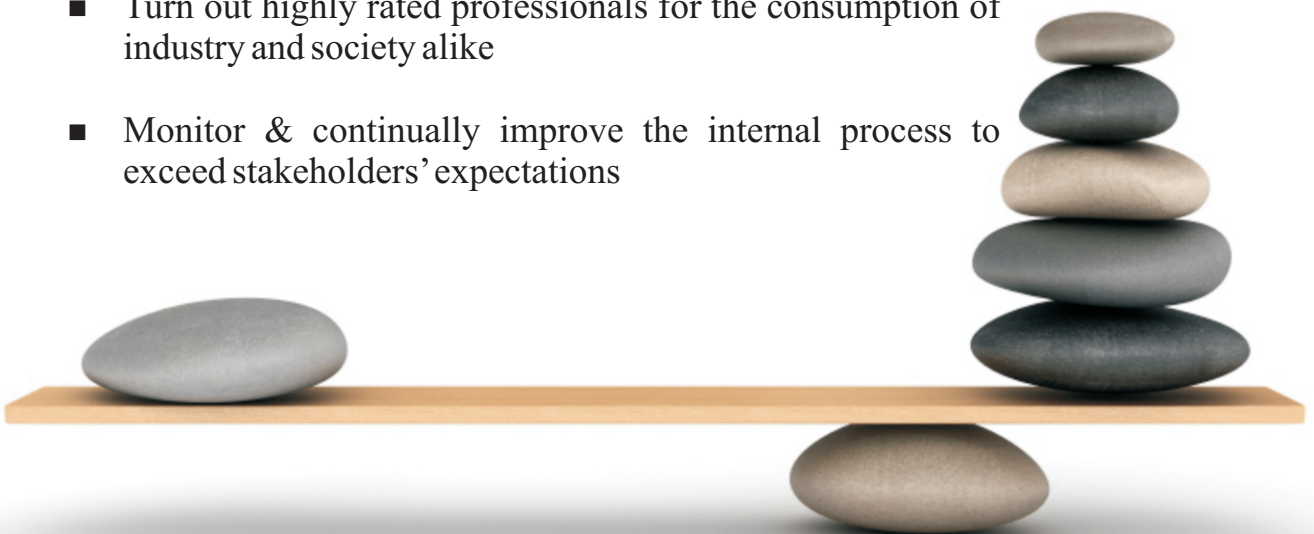 ■ Turn out highly rated professionals for the consumption of
industry and society alike
■ Monitor & continually improve the internal process to
exceed stakeholders' expectations